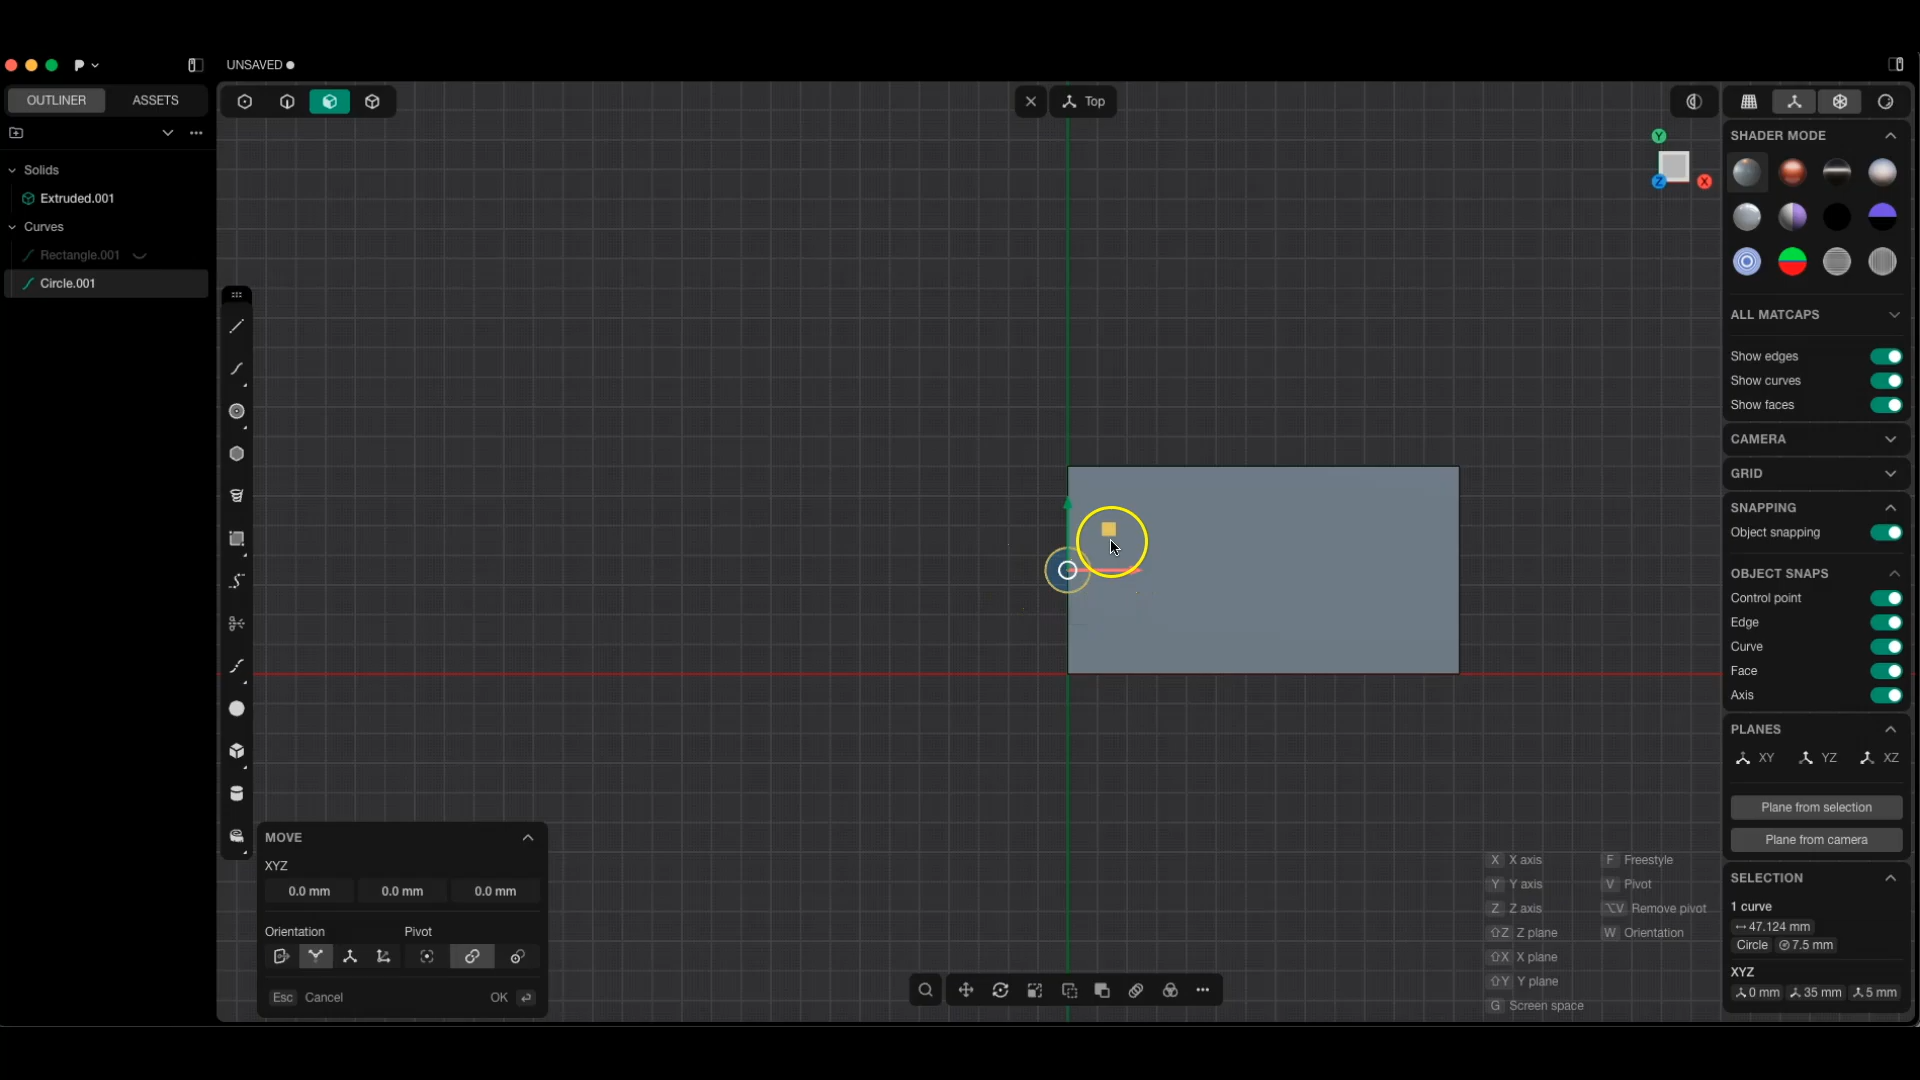 UNSAVED
OUTLINER ASSETS
Top
Solids
Extruded.001
Curves
Rectangle.001
Circle.001
Y
Z
X
SHADER MODE
ALL MATCAPS
Show edges
Show curves
Show faces
CAMERA
GRID
SNAPPING
Object snapping
OBJECT SNAPS
Control point
Edge
Curve
Face
Axis
PLANES
XY YZ XZ
Plane from selection
Plane from camera
SELECTION
1 curve
47.124 mm
Circle 7.5 mm
XYZ
0 mm 35 mm 5 mm
MOVE
XYZ
0.0 mm 0.0 mm 0.0 mm
Orientation Pivot
Esc Cancel OK
X X axis F Freestyle
Y Y axis V Pivot
Z Z axis ⌥V Remove pivot
⇧Z Z plane W Orientation
⇧X X plane
⇧Y Y plane
G Screen space